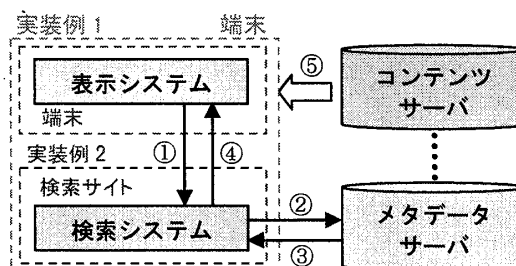 実装例1 端末
表示システム
端末
⑤
コンテンツ
サーバ
① ④
実装例2
検索サイト
検索システム
②
③
メタデータ
サーバ